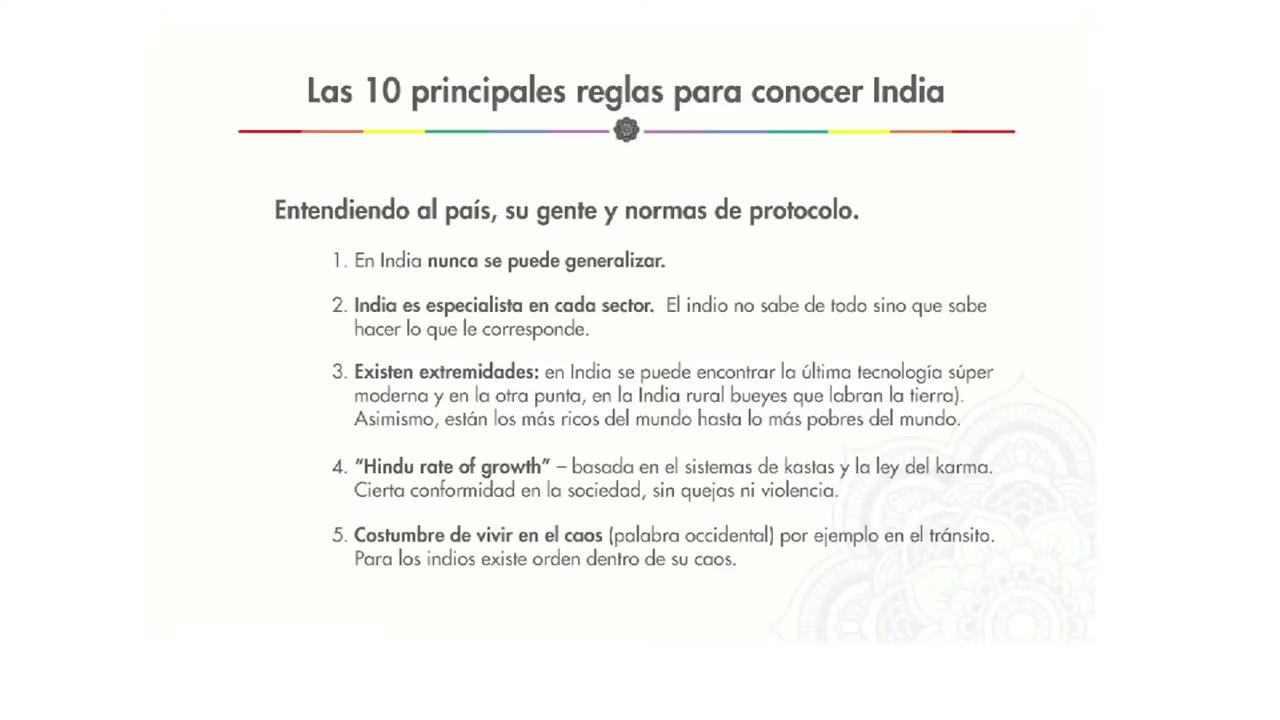 Las 10 principales reglas para conocer India
Entendiendo al país, su gente y normas de protocolo.
1. En India nunca se puede generalizar.
2. India es especialista en cada sector. El indio no sabe de todo sino que sabe
hacer lo que le corresponde.
3. Existen extremidades: en India se puede encontrar la última tecnología súper
moderna y en la otra punta, en la India rural bueyes que labran la tierra).
Asimismo, están los más ricos del mundo hasta lo más pobres del mundo.
4. “Hindu rate of growth” – basada en el sistemas de kastas y la ley del karma.
Cierta conformidad en la sociedad, sin quejas ni violencia.
5. Costumbre de vivir en el caos (palabra occidental) por ejemplo en el tránsito.
Para los indios existe orden dentro de su caos.